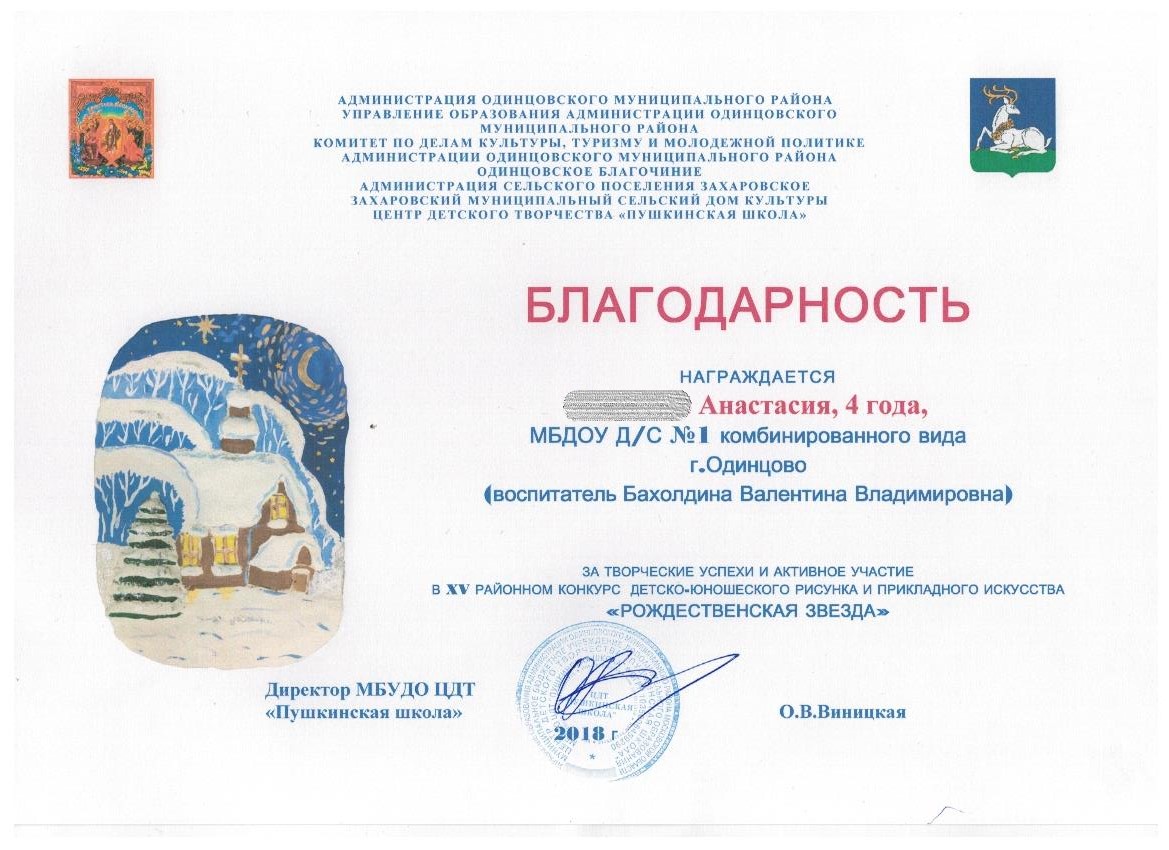 АДМИНИСТРАЦИЯ ОДИНЦОВСКОГО МУНИЦИПАЛЬНОГО РАЙОНА
УПРАВЛЕНИЕ ОБРАЗОВАНИЯ АДМИНИСТРАЦИИ ОДИНЦОВСКОГО
МУНИЦИПАЛЬНОГО РАЙОНА
КОМИТЕТ ПО ДЕЛАМ КУЛЬТУРЫ, ТУРИЗМУ И МОЛОДЕЖНОЙ ПОЛИТИКЕ
АДМИНИСТРАЦИИ ОДИНЦОВСКОГО МУНИЦИПАЛЬНОГО РАЙОНА
ОДИНЦОВСКОЕ БЛАГОЧИНИЕ
АДМИНИСТРАЦИЯ СЕЛЬСКОГО ПОСЕЛЕНИЯ ЗАХАРОВСКОЕ
ЗАХАРОВСКИЙ МУНИЦИПАЛЬНЫЙ СЕЛЬСКИЙ ДОМ КУЛЬТУРЫ
ЦЕНТР ДЕТСКОГО ТВОРЧЕСТВА «ПУШКИНСКАЯ ШКОЛА»
БЛАГОДАРНОСТЬ
НАГРАЖДАЕТСЯ
Анастасия, 4 года,
МБДОУ Д/С №1 комбинированного вида
г.Одинцово
(воспитатель Бахолдина Валентина Владимировна)
ЗА ТВОРЧЕСКИЕ УСПЕХИ И АКТИВНОЕ УЧАСТИЕ
В XV РАЙОННОМ КОНКУРС ДЕТСКО-ЮНОШЕСКОГО РИСУНКА И ПРИКЛАДНОГО ИСКУССТВА
«РОЖДЕСТВЕНСКАЯ ЗВЕЗДА»
Директор МБУДО ЦДТ
«Пушкинская школа»
ЦДТ
"ПУШКИНСКАЯ
ШКОЛА"
2018 г
О.В.Виницкая